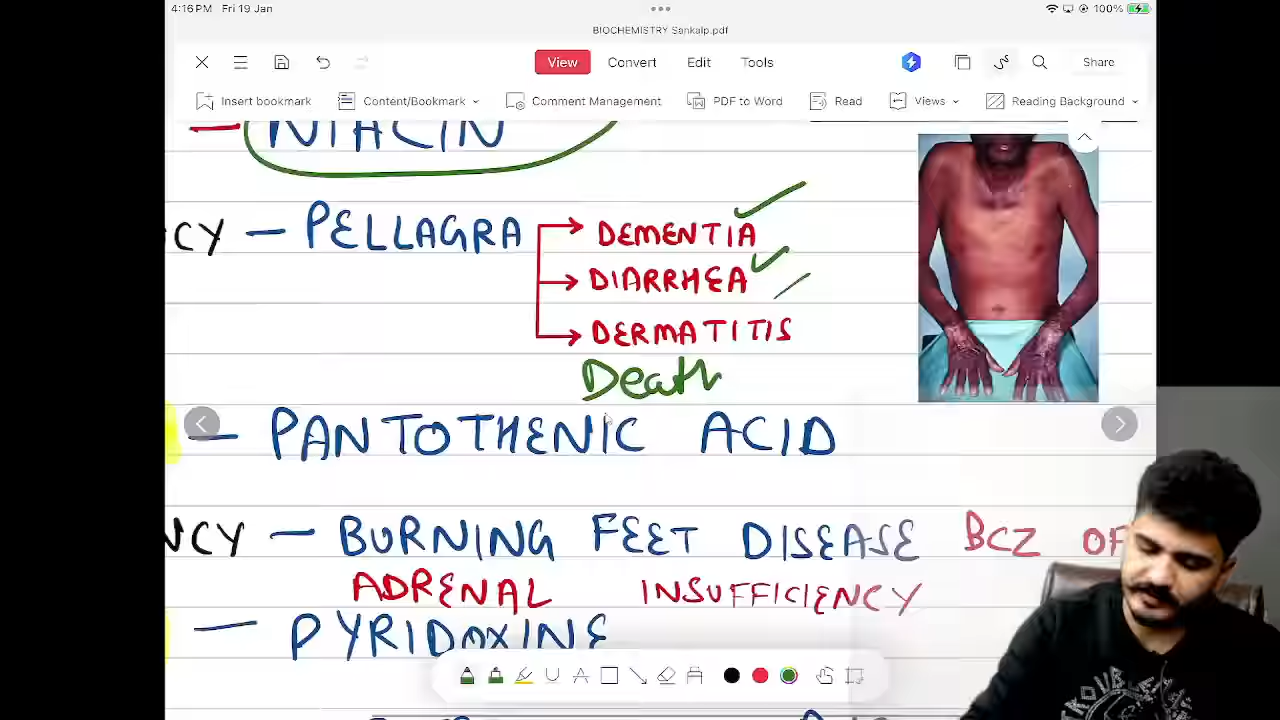 4:16 PM Fri 19 Jan
100%
BIOCHEMISTRY Sankalp.pdf
View Convert Edit Tools Share
Insert bookmark Content/Bookmark Comment Management PDF to Word Read Views Reading Background
— NIACIN
CY — PELLAGRA
DEMENTIA
DIARRHEA
DERMATITIS
Death
— PANTOTHENIC ACID
NCY — BURNING FEET DISEASE BCZ OF
ADRENAL INSUFFICIENCY
— PYRIDOXINE